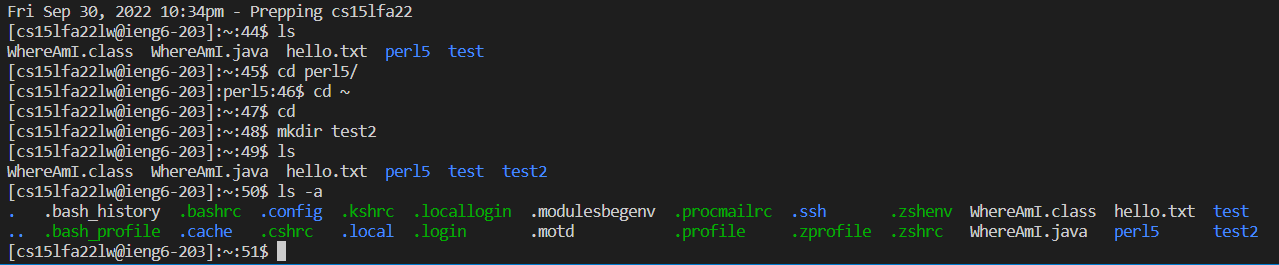 Fri Sep 30, 2022 10:34pm - Prepping cs15lfa22
[cs15lfa22lw@ieng6-203]:~:44$ ls
WhereAmI.class  WhereAmI.java  hello.txt  perl5  test
[cs15lfa22lw@ieng6-203]:~:45$ cd perl5/
[cs15lfa22lw@ieng6-203]:perl5:46$ cd ~
[cs15lfa22lw@ieng6-203]:~:47$ cd
[cs15lfa22lw@ieng6-203]:~:48$ mkdir test2
[cs15lfa22lw@ieng6-203]:~:49$ ls
WhereAmI.class  WhereAmI.java  hello.txt  perl5  test  test2
[cs15lfa22lw@ieng6-203]:~:50$ ls -a
.   .bash_history  .bashrc  .config  .kshrc  .locallogin  .modulesbegenv  .procmailrc  .ssh      .zshenv  WhereAmI.class  hello.txt  test
..  .bash_profile  .cache   .cshrc   .local  .login       .motd           .profile     .zprofile  .zshrc   WhereAmI.java   perl5      test2
[cs15lfa22lw@ieng6-203]:~:51$